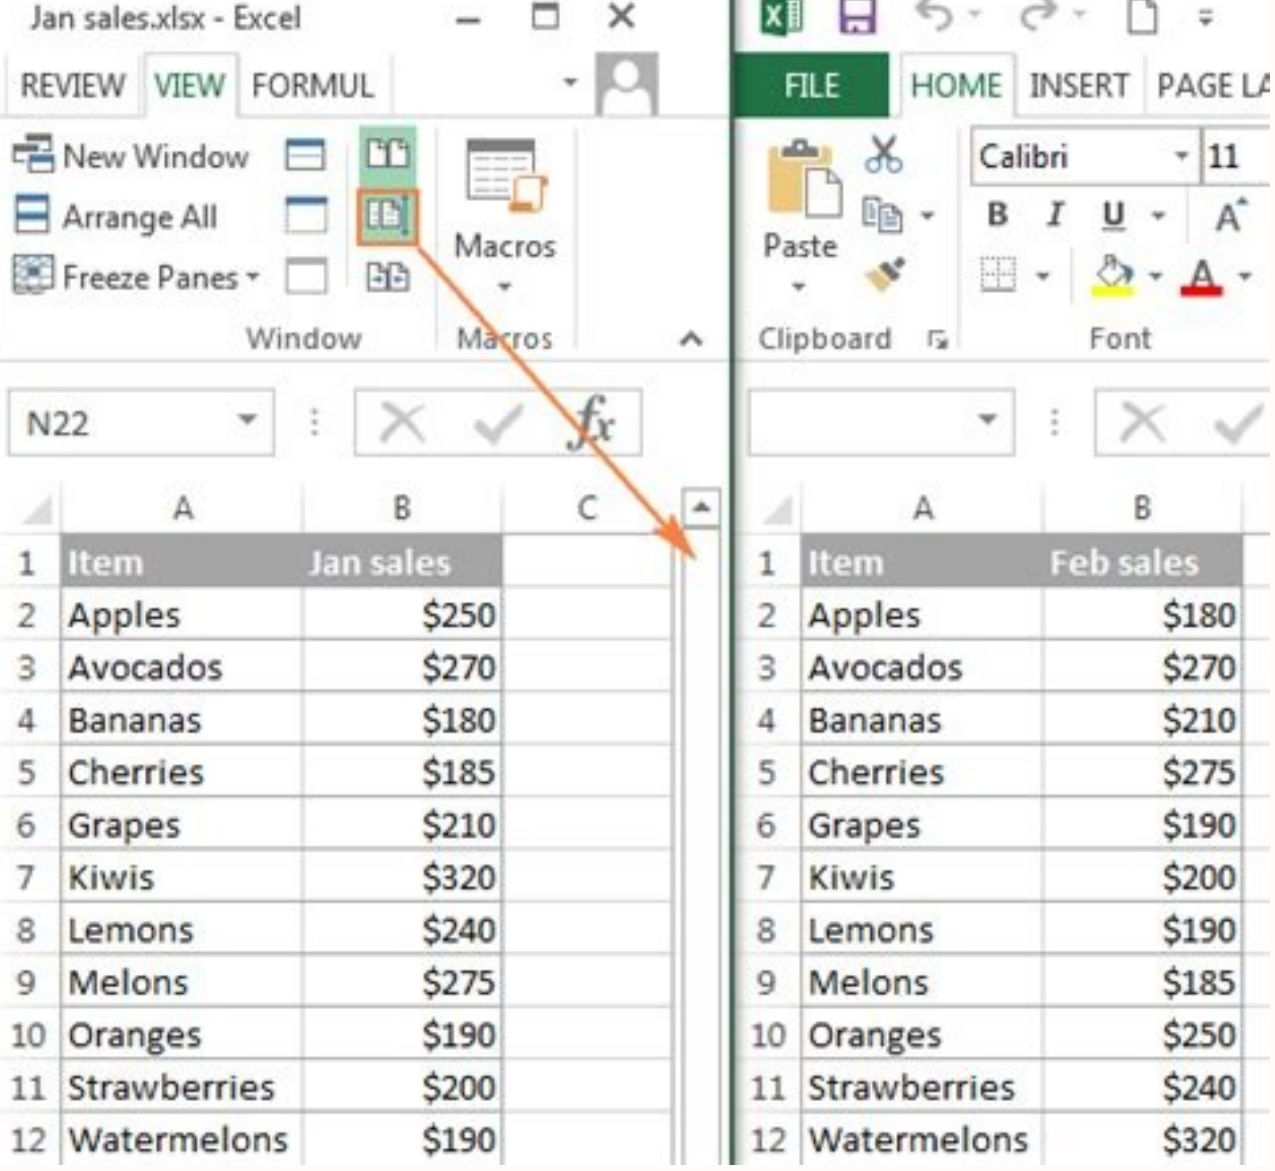 Jan sales.xlsx - Excel
REVIEW VIEW FORMUL
New Window
Arrange All
Freeze Panes
Macros
Window
Macros
N22
fx
A B C
1 Item Jan sales
2 Apples $250
3 Avocados $270
4 Bananas $180
5 Cherries $185
6 Grapes $210
7 Kiwis $320
8 Lemons $240
9 Melons $275
10 Oranges $190
11 Strawberries $200
12 Watermelons $190
FILE HOME INSERT PAGE LA
Calibri 11
Paste
B I U A
A
Clipboard
Font
A B
1 Item Feb sales
2 Apples $180
3 Avocados $270
4 Bananas $210
5 Cherries $275
6 Grapes $190
7 Kiwis $200
8 Lemons $190
9 Melons $185
10 Oranges $250
11 Strawberries $240
12 Watermelons $320